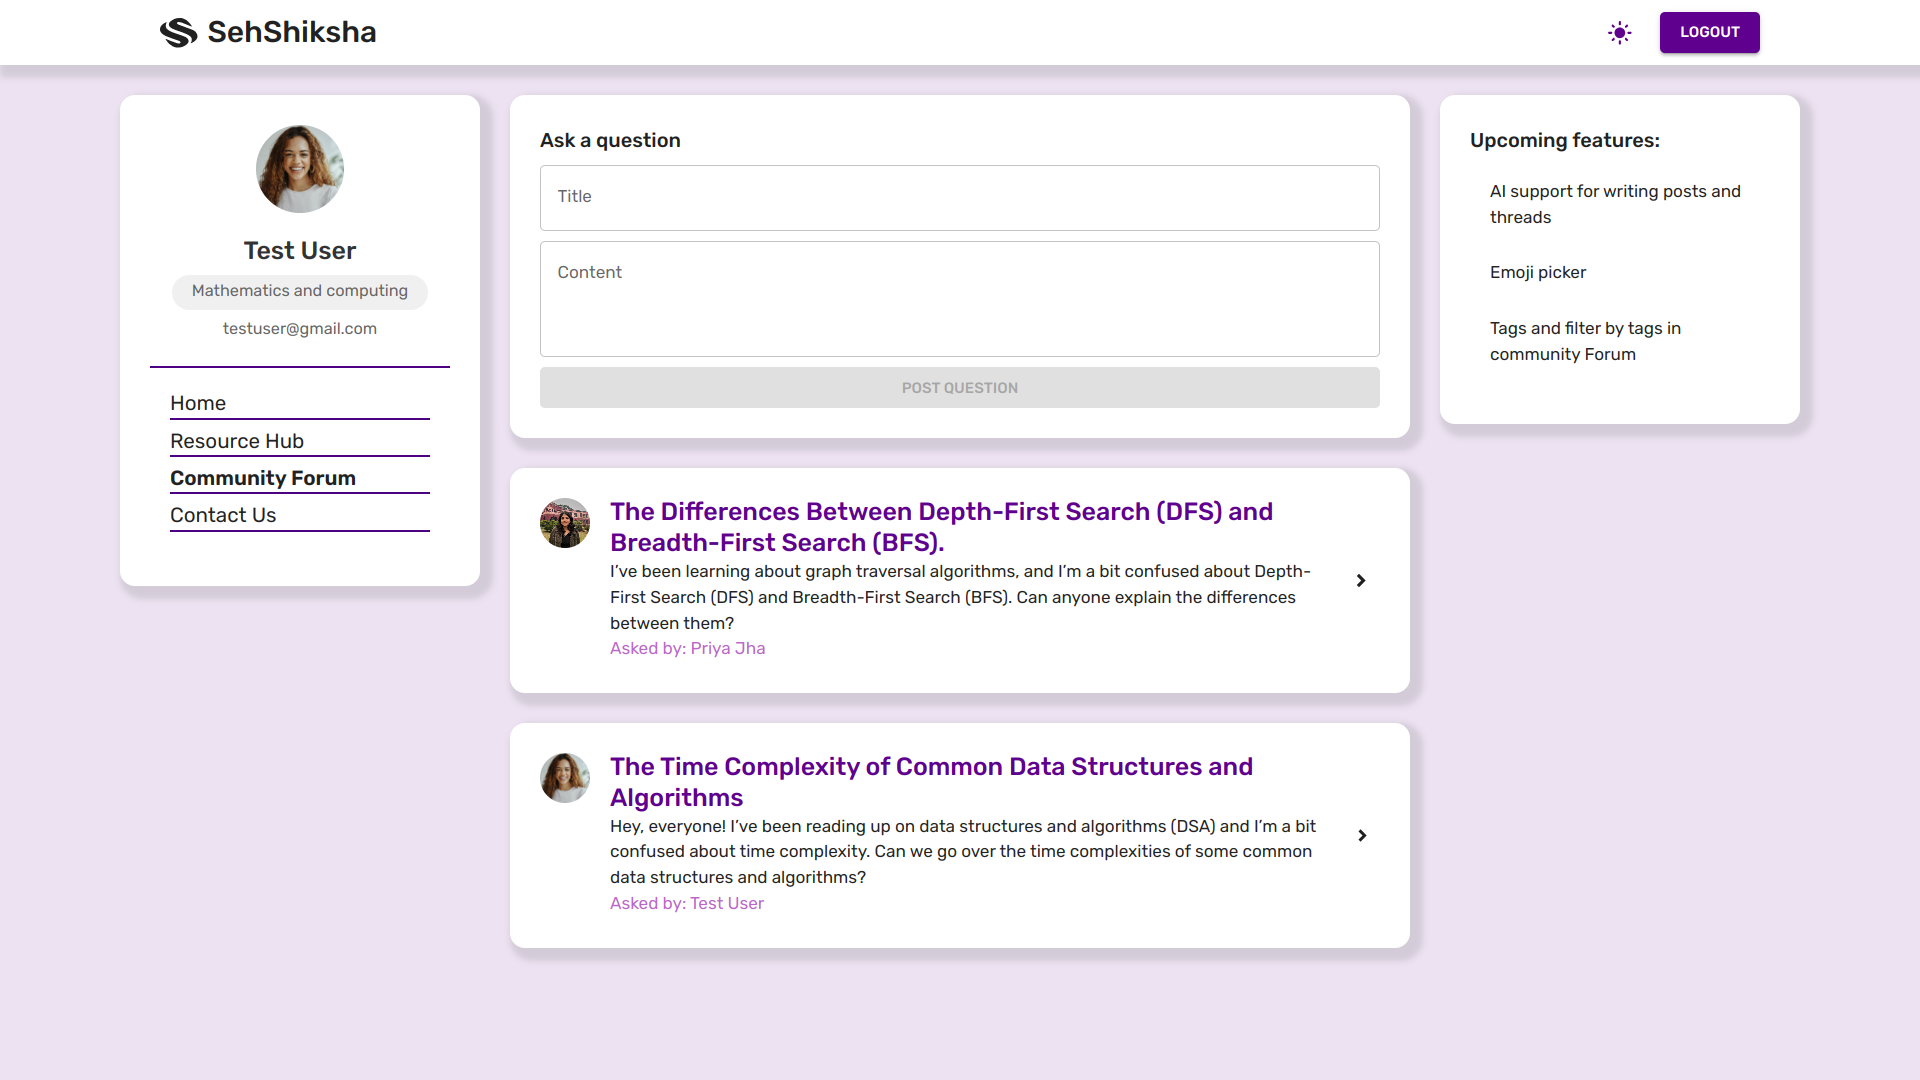 SehShiksha
LOGOUT
Test User
Mathematics and computing
testuser@gmail.com
Home
Resource Hub
Community Forum
Contact Us
Ask a question
Title
Content
POST QUESTION
The Differences Between Depth-First Search (DFS) and
Breadth-First Search (BFS).
I’ve been learning about graph traversal algorithms, and I’m a bit confused about Depth-
First Search (DFS) and Breadth-First Search (BFS). Can anyone explain the differences
between them?
Asked by: Priya Jha
The Time Complexity of Common Data Structures and
Algorithms
Hey, everyone! I’ve been reading up on data structures and algorithms (DSA) and I’m a bit
confused about time complexity. Can we go over the time complexities of some common
data structures and algorithms?
Asked by: Test User
Upcoming features:
AI support for writing posts and
threads
Emoji picker
Tags and filter by tags in
community Forum